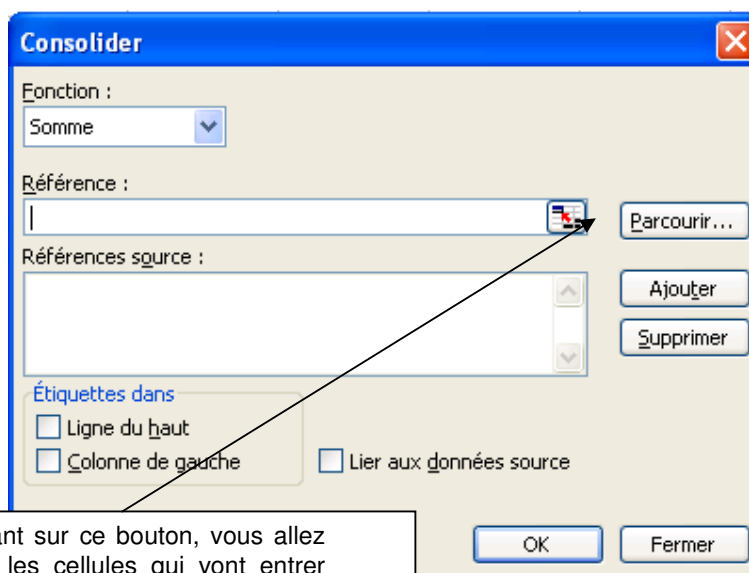 Consolider
Fonction :
Somme
Référence :
Parcourir...
Références source :
Ajouter
Supprimer
Étiquettes dans
Ligne du haut
Colonne de gauche
Lier aux données source
ant sur ce bouton, vous allez
les cellules qui vont entrer
OK
Fermer